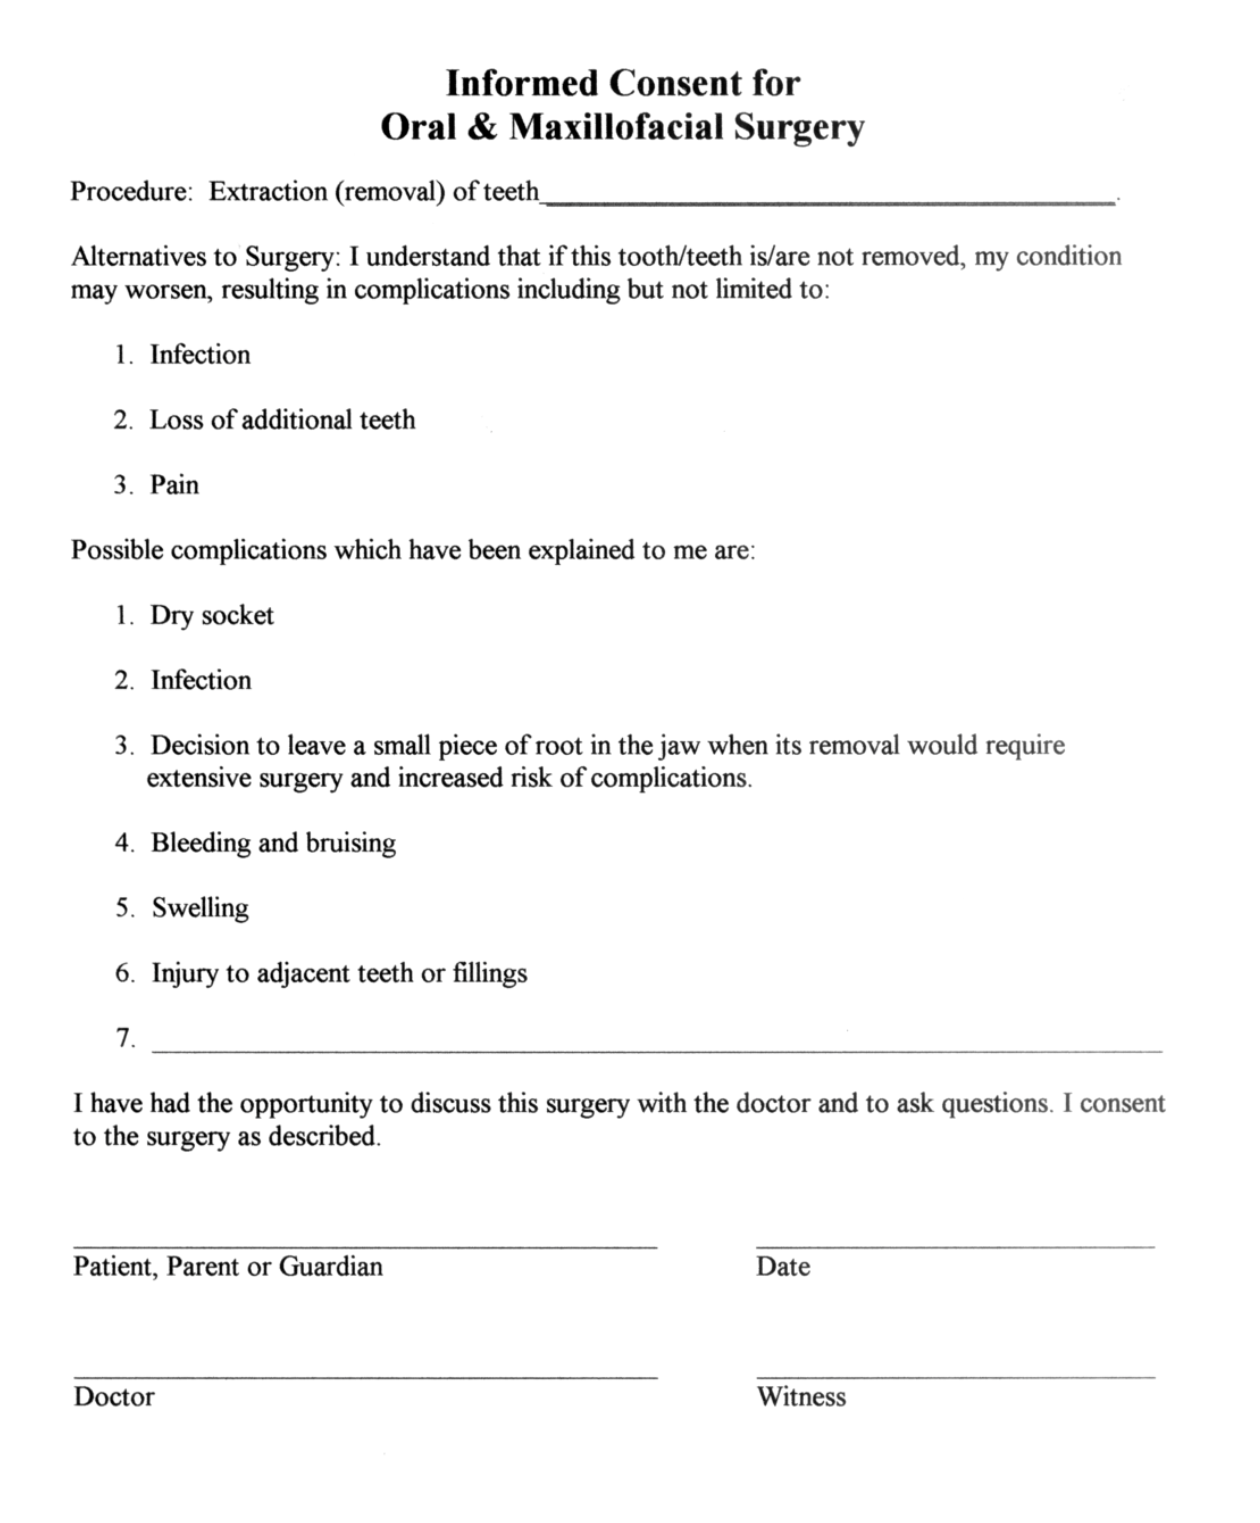 Informed Consent for
Oral & Maxillofacial Surgery
Procedure: Extraction (removal) of teeth____________________.
Alternatives to Surgery: I understand that if this tooth/teeth is/are not removed, my condition
may worsen, resulting in complications including but not limited to:
1. Infection
2. Loss of additional teeth
3. Pain
Possible complications which have been explained to me are:
1. Dry socket
2. Infection
3. Decision to leave a small piece of root in the jaw when its removal would require
extensive surgery and increased risk of complications.
4. Bleeding and bruising
5. Swelling
6. Injury to adjacent teeth or fillings
7. ____________________
I have had the opportunity to discuss this surgery with the doctor and to ask questions. I consent
to the surgery as described.
Patient, Parent or Guardian Date
Doctor Witness